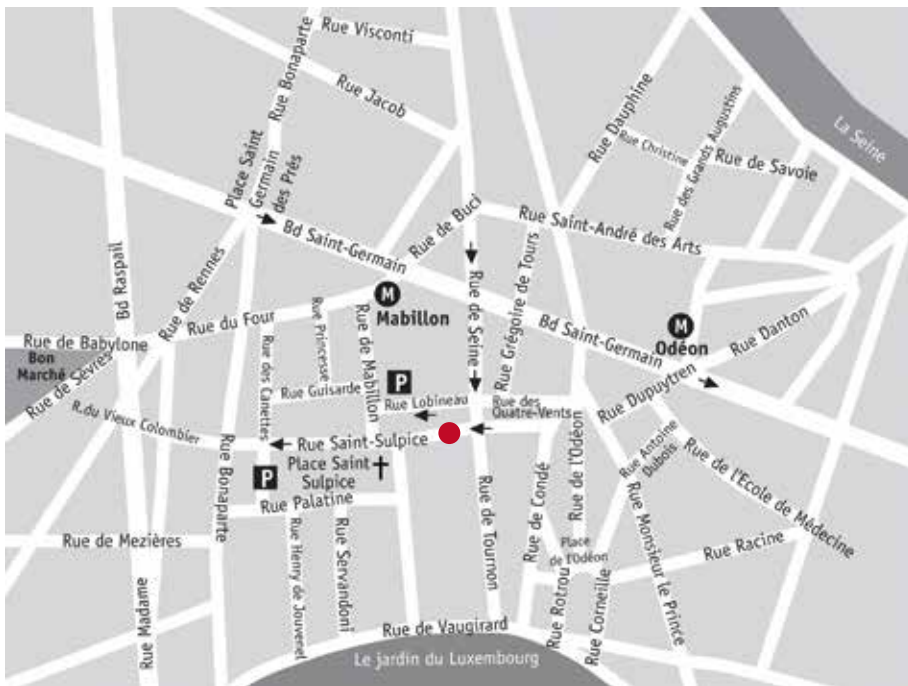 Rue Visconti
Rue Bonaparte
Rue Jacob
Rue Dauphine
Rue Christine
Rue des Grands Augustins
Rue de Savoie
La Seine
Place Saint
Germain
des Prés
Rue de Buci
Rue Saint-André des Arts
Bd Saint-Germain
Bd Raspail
Rue de Rennes
Rue de Seine
Rue Grégoire de Tours
M
Mabillon
Bd Saint-Germain
M
Odéon
Rue Danton
Rue de Babylone
Bon
Marché
Rue de Sèvres
Rue du Four
Rue Princesse
Rue de Mabillon
Rue des Canettes
Rue Guisarde
P
Rue Lobineau
Rue des
Quatre-Vents
Rue Dupuytren
R.du Vieux Colombier
Rue Saint-Sulpice
Place Saint
Sulpice
P
Rue Palatine
Rue Bonaparte
Rue de Tournon
Rue de Condé
Rue de l'Odéon
Rue Antoine
Dubois
Rue de l'Ecole de Médecine
Rue Monsieur le Prince
Rue de Mezières
Rue Madame
Rue Henry de Jouvenel
Rue Servandoni
Place
de l'Odéon
Rue Racine
Rue Rotrou
Rue Corneille
Rue de Vaugirard
Le jardin du Luxembourg